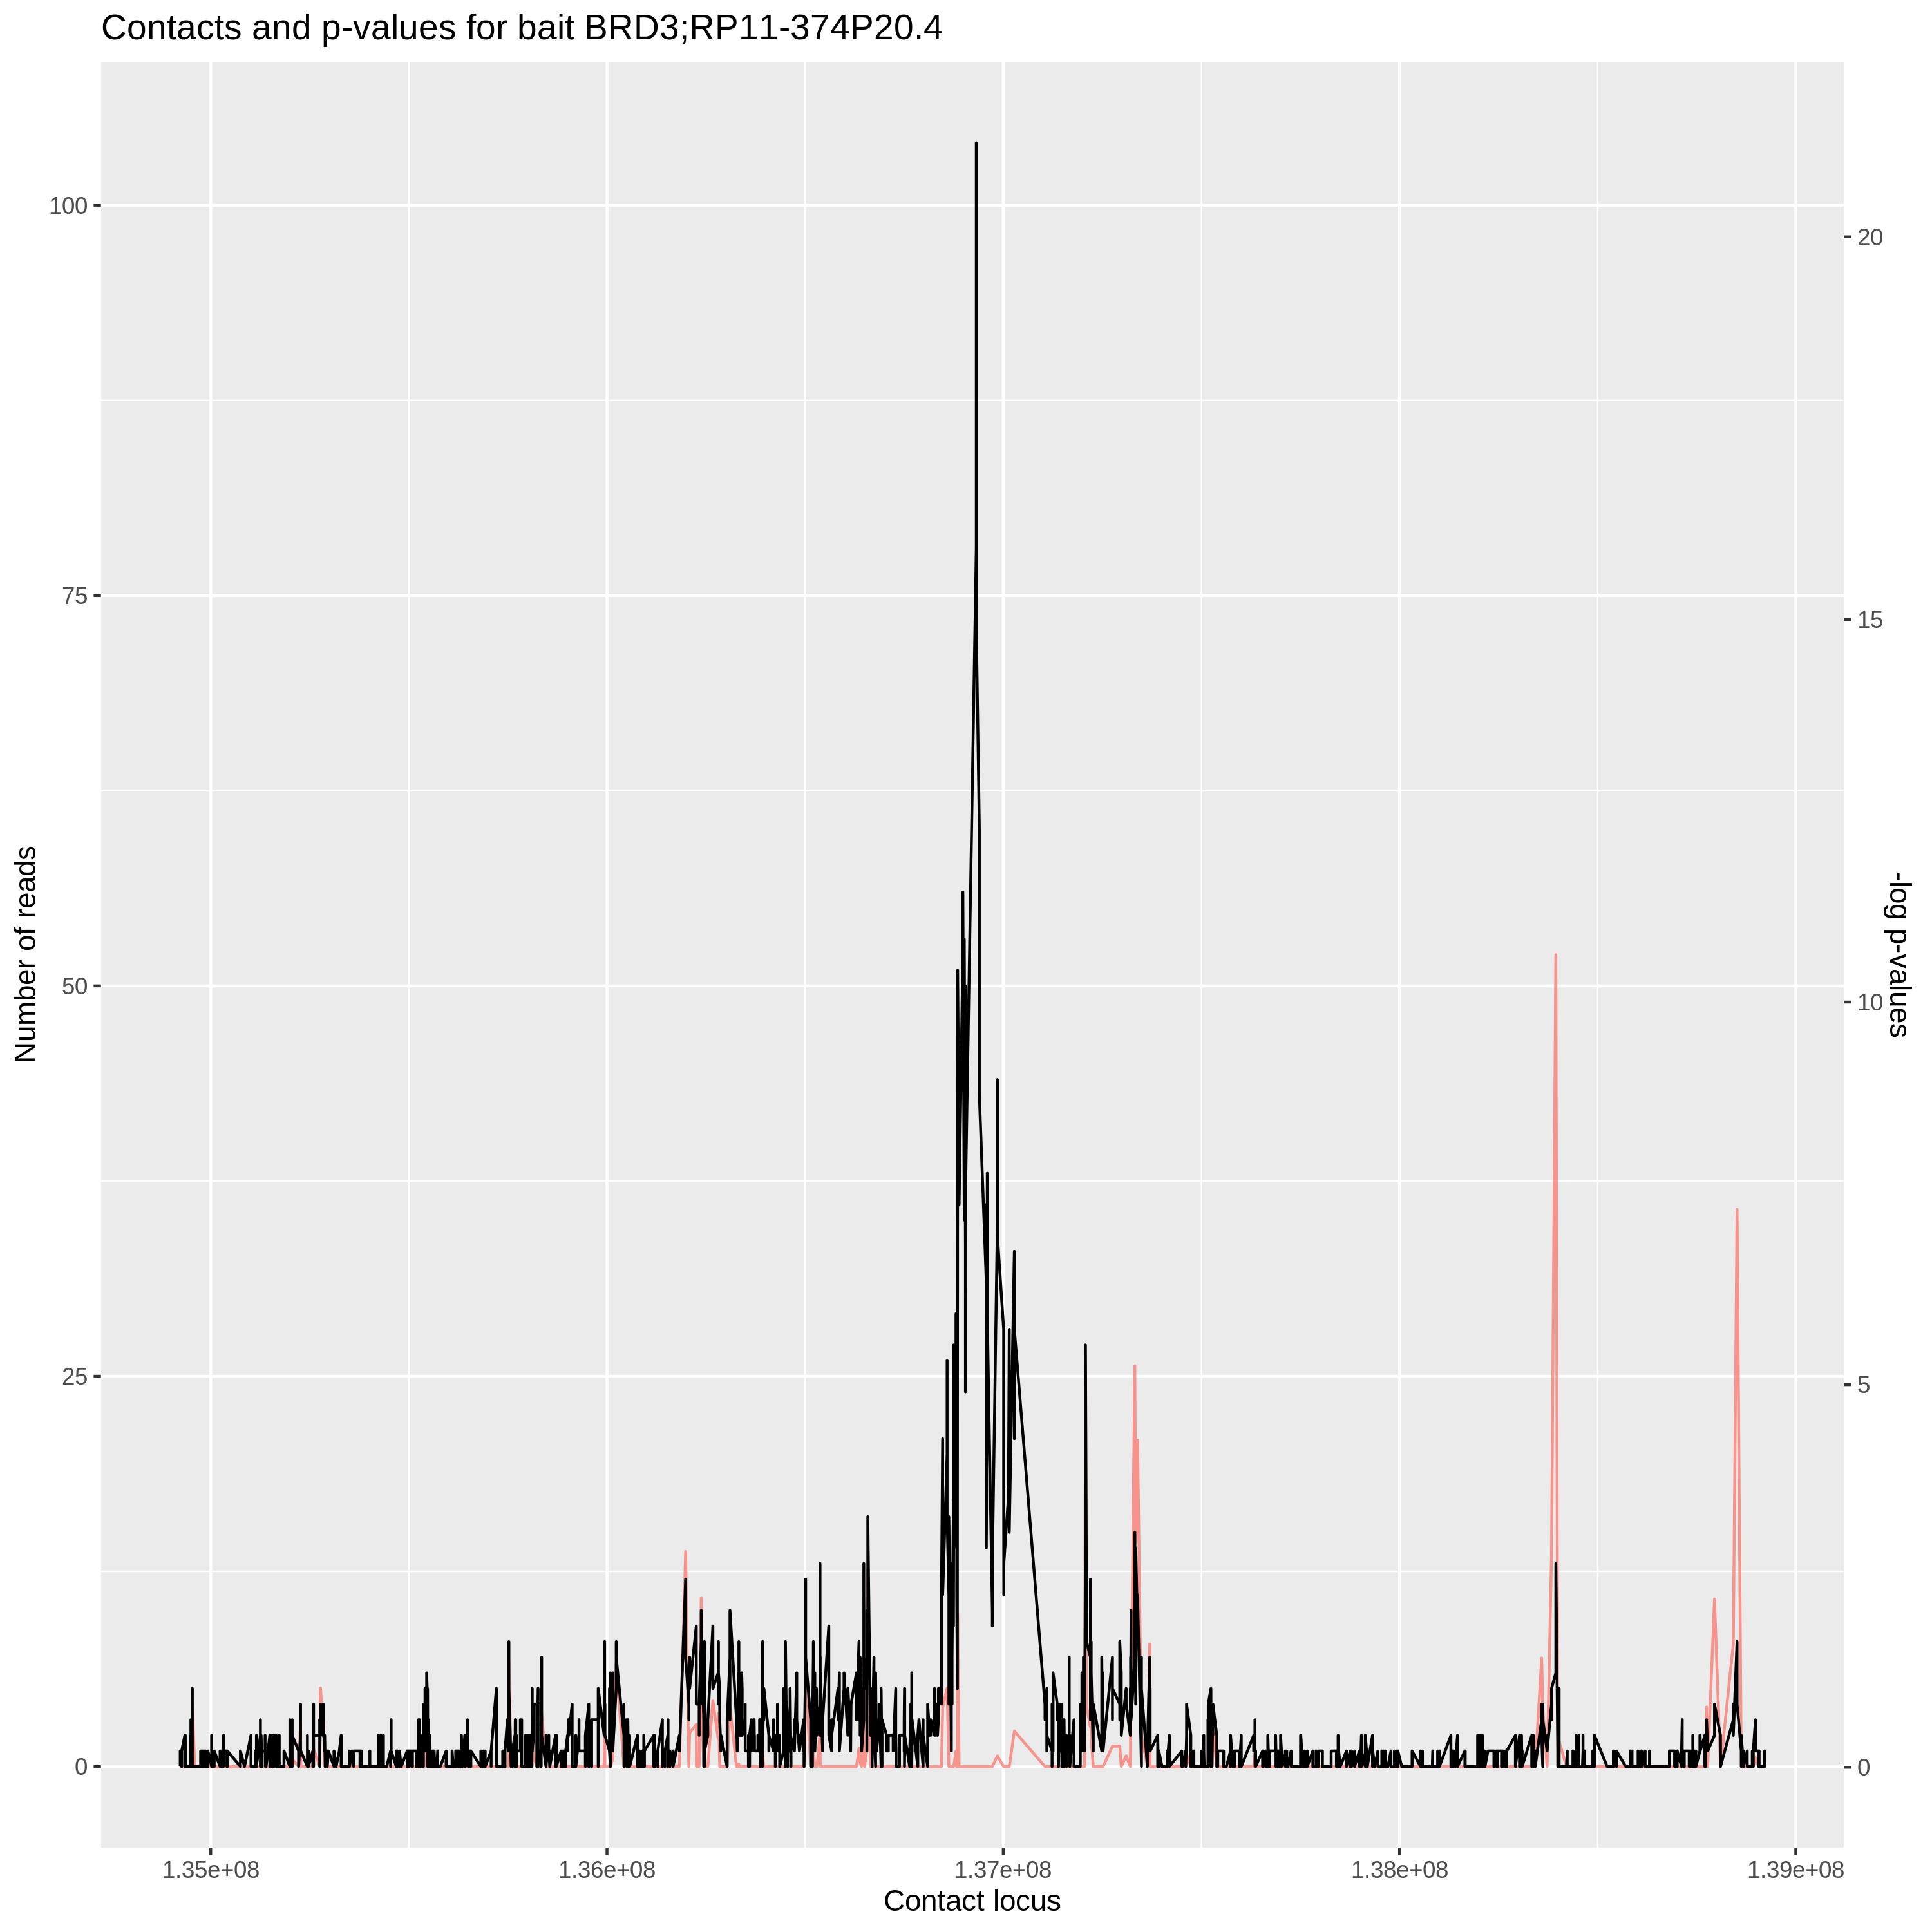 Contacts and p-values for bait BRD3;RP11-374P20.4
100
75
50
25
0
Number of reads
20
15
10
5
0
-log p-values
1.35e+08
1.36e+08
1.37e+08
1.38e+08
1.39e+08
Contact locus